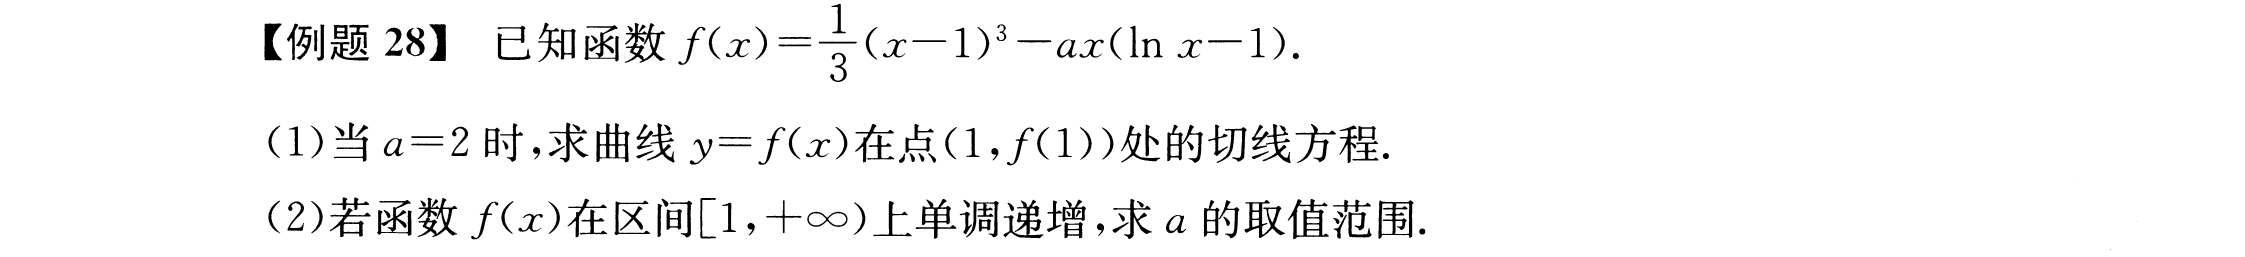 【例题 28】 已知函数 f(x)=\frac{1}{3}(x-1)^3-ax(ln x-1).
(1)当 a=2 时,求曲线 y=f(x)在点(1,f(1))处的切线方程.
(2)若函数 f(x)在区间[1,+∞)上单调递增,求 a 的取值范围.